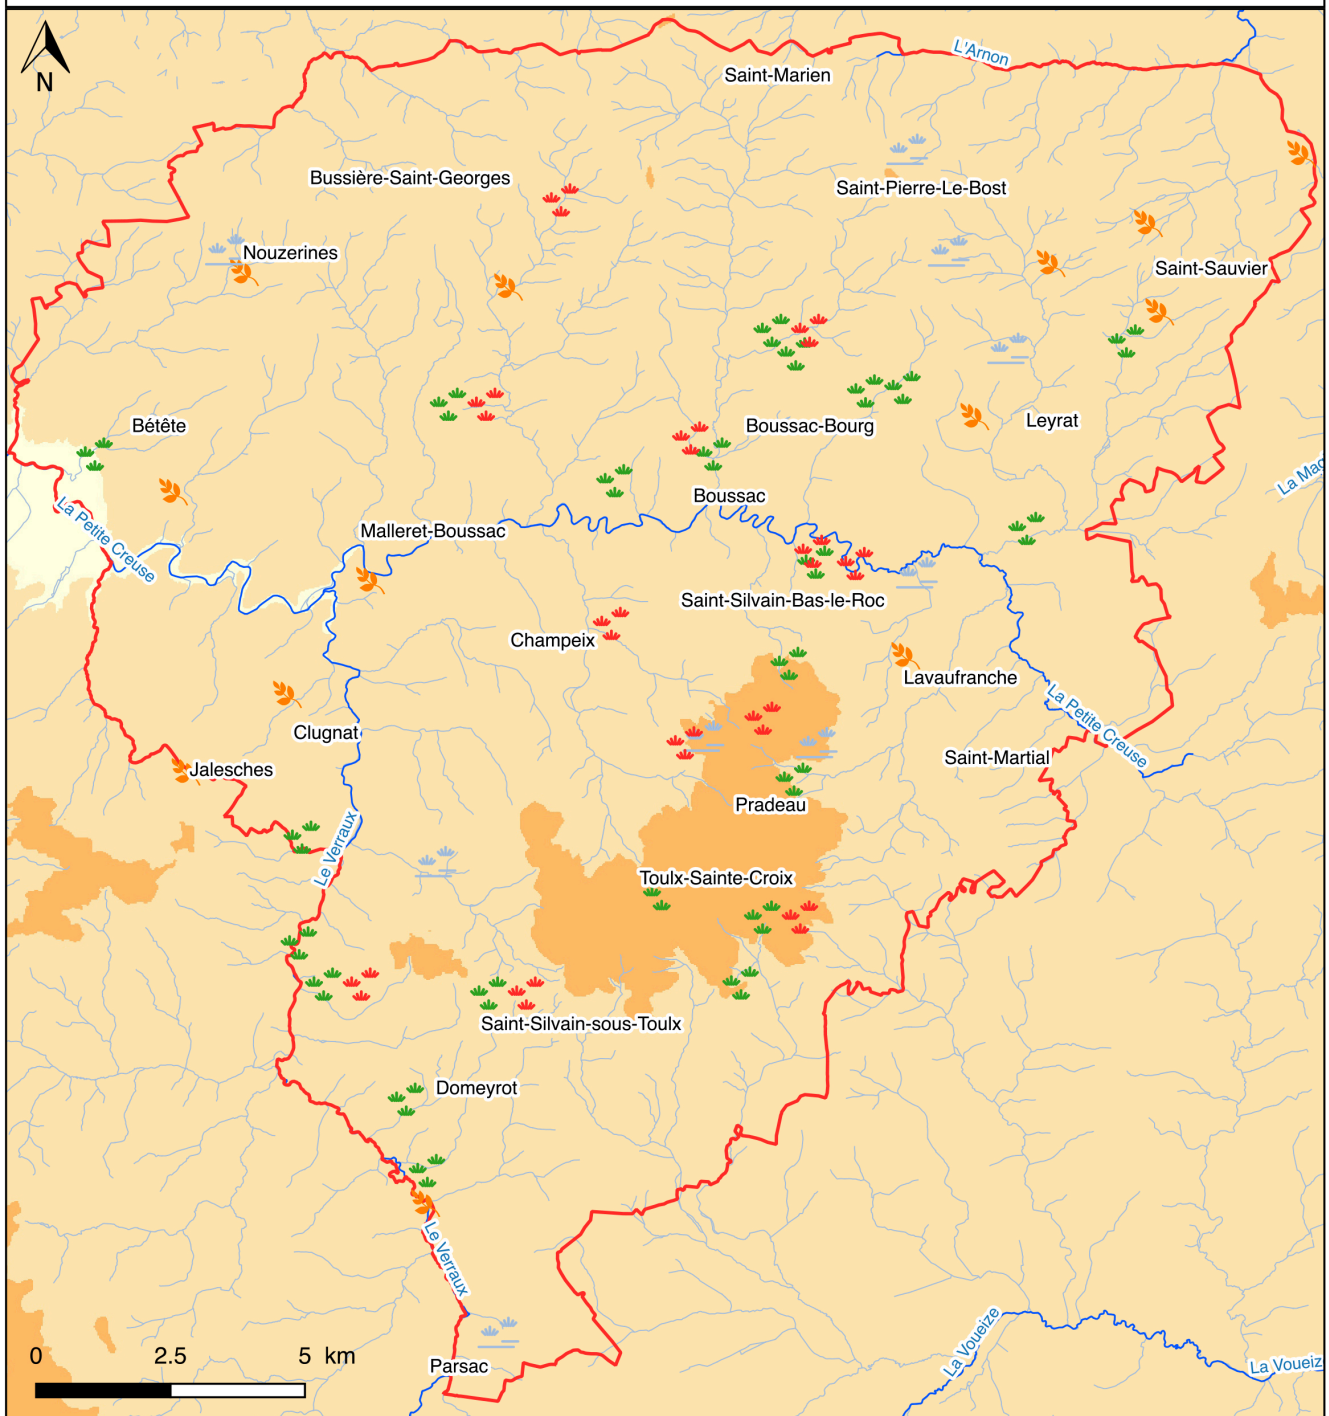 N
L'Arnon
Saint-Marien
Bussière-Saint-Georges
Saint-Pierre-Le-Bost
Nouzerines
Saint-Sauvier
Bétête
Boussac-Bourg
Leyrat
La Mag
Boussac
La Petite Creuse
Malleret-Boussac
Saint-Silvain-Bas-le-Roc
Champeix
Lavaufranche
La Petite Creuse
Clugnat
Saint-Martial
Jalesches
Pradeau
Le Verraux
Toulx-Sainte-Croix
Saint-Silvain-sous-Toulx
Domeyrot
Le Verraux
La Voueize
La Voueiz
Parsac
0 2.5 5 km